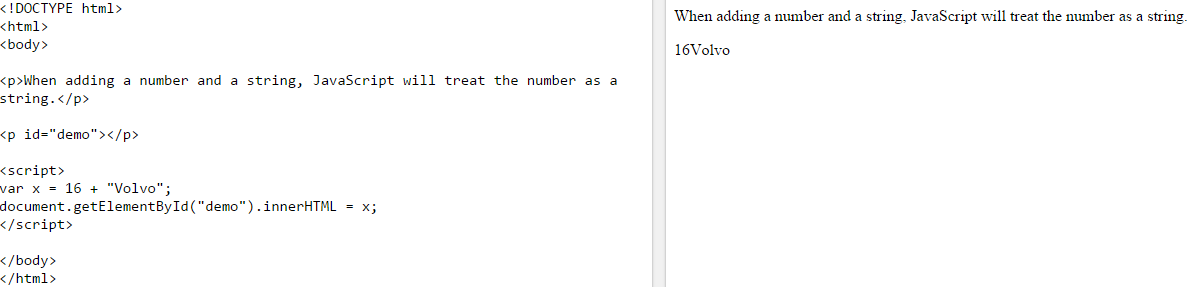 <!DOCTYPE html>
<html>
<body>
<p>When adding a number and a string, JavaScript will treat the number as a
string.</p>
<p id="demo"></p>
<script>
var x = 16 + "Volvo";
document.getElementById("demo").innerHTML = x;
</script>
</body>
</html>
When adding a number and a string, JavaScript will treat the number as a string.
16Volvo